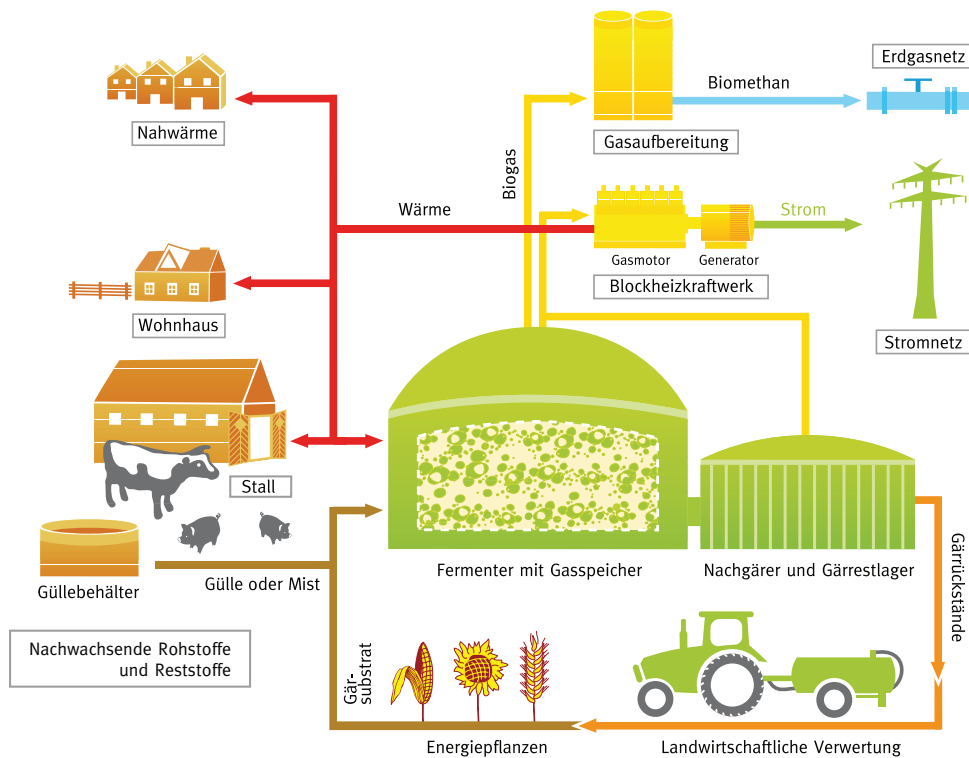 Erdgasnetz
Biomethan
Nahwärme
Gasaufbereitung
Biogas
Wärme
Strom
Gasmotor
Generator
Blockheizkraftwerk
Wohnhaus
Stromnetz
Stall
Fermenter mit Gasspeicher
Nachgärer und Gärrestlager
Gärrückstände
Güllebehälter
Gülle oder Mist
Nachwachsende Rohstoffe
und Reststoffe
Gär-
substrat
Energiepflanzen
Landwirtschaftliche Verwertung